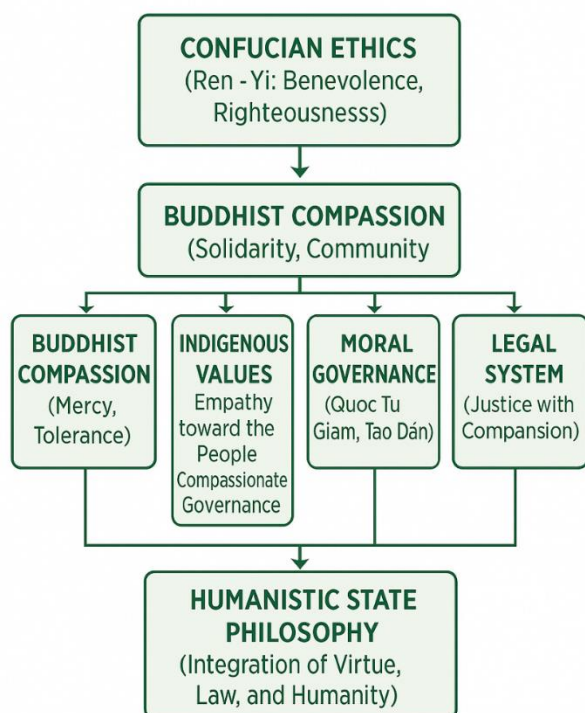 CONFUCIAN ETHICS
(Ren - Yi: Benevolence,
Righteousnesss)
BUDDHIST COMPASSION
(Solidarity, Community
BUDDHIST
COMPASSION
(Mercy,
Tolerance)
INDIGENOUS
VALUES
Empathy
toward the
People
Compassionate
Governance
MORAL
GOVERNANCE
(Quoc Tu
Giam, Tao Dán)
LEGAL
SYSTEM
(Justice with
Compansion)
HUMANISTIC STATE
PHILOSOPHY
(Integration of Virtue,
Law, and Humanity)